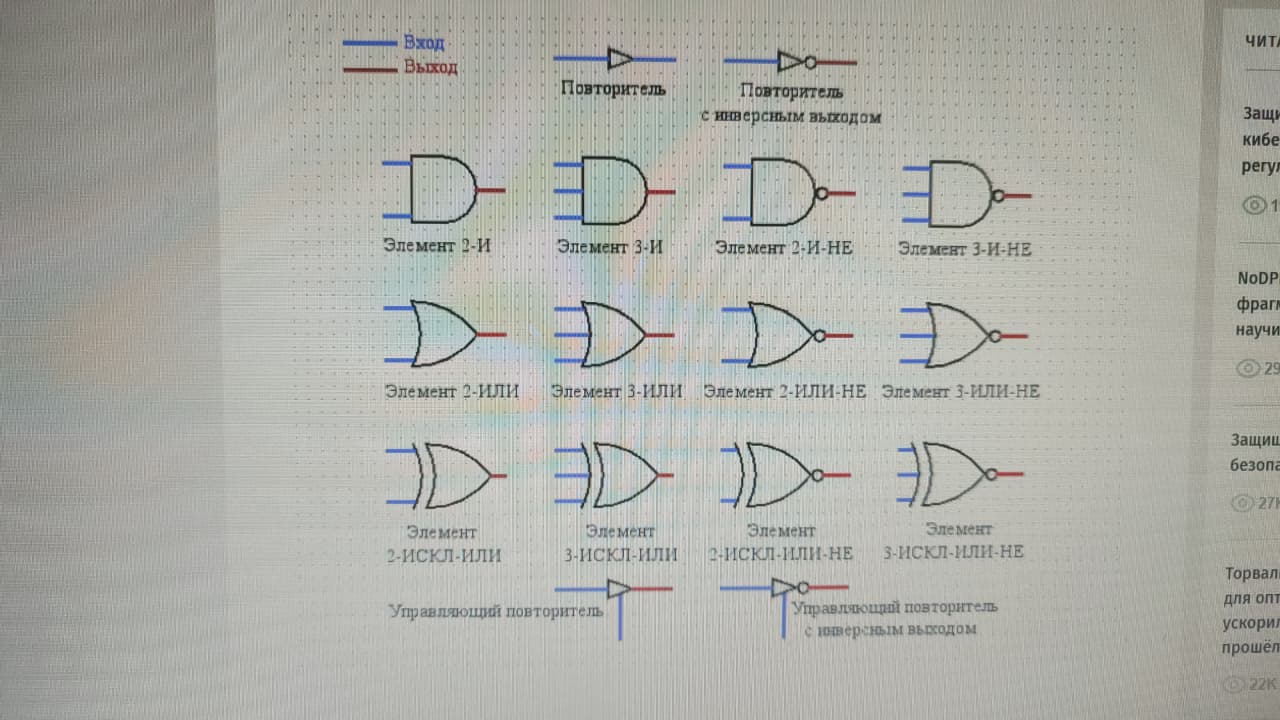 Вход
Выход
Повторитель
Повторитель
с инверсным выходом
Элемент 2-И
Элемент 3-И
Элемент 2-И-НЕ
Элемент 3-И-НЕ
Элемент 2-ИЛИ
Элемент 3-ИЛИ
Элемент 2-ИЛИ-НЕ
Элемент 3-ИЛИ-НЕ
Элемент
2-ИСКЛ-ИЛИ
Элемент
3-ИСКЛ-ИЛИ
Элемент
2-ИСКЛ-ИЛИ-НЕ
Элемент
3-ИСКЛ-ИЛИ-НЕ
Управляющий повторитель
Управляющий повторитель
с инверсным выходом
ЧИТА
Защи
кибе
регул
NoDP
фрагм
научи
29
Защищ
безопа
27
Торваль
для опт
ускорил
прошёл
22K